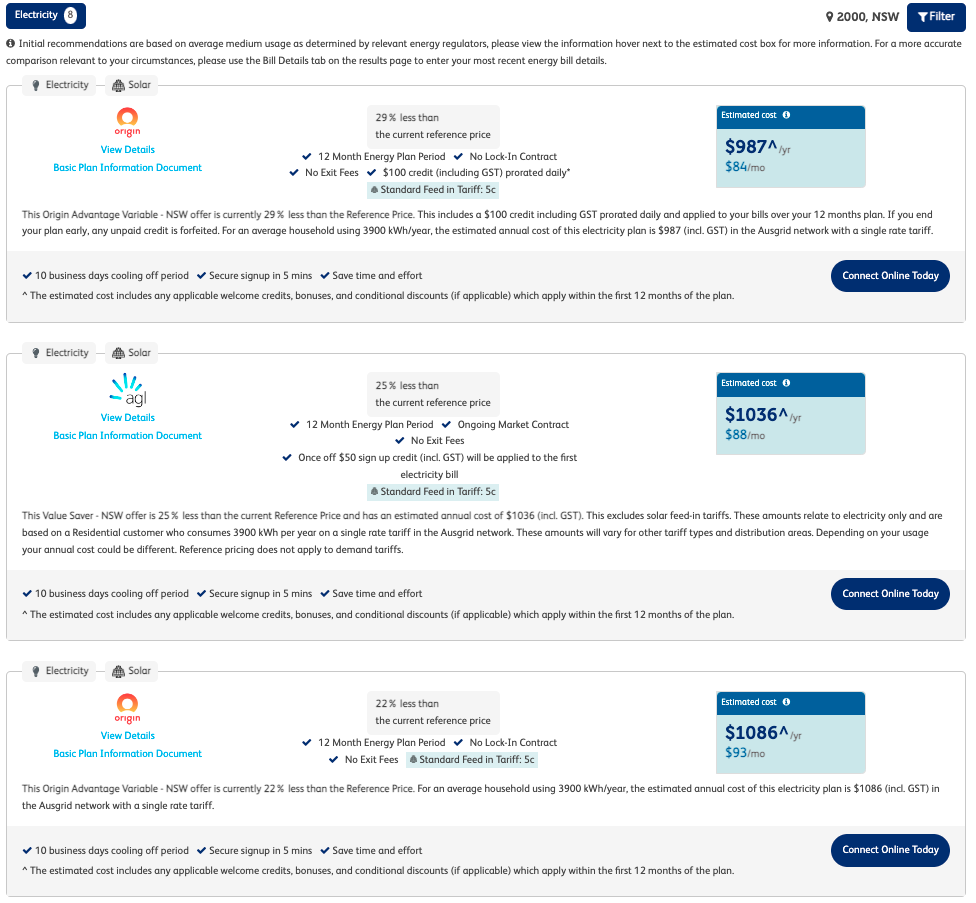 Electricity 8
2000, NSW
Filter
Initial recommendations are based on average medium usage as determined by relevant energy regulators, please view the information hover next to the estimated cost box for more information. For a more accurate
comparison relevant to your circumstances, please use the Bill Details tab on the results page to enter your most recent energy bill details.
Electricity Solar
origin
View Details
Basic Plan Information Document
29% less than
the current reference price
12 Month Energy Plan Period No Lock-In Contract
No Exit Fees $100 credit (including GST) prorated daily*
Standard Feed in Tariff: 5c
Estimated cost
$987^/yr
$84/mo
This Origin Advantage Variable - NSW offer is currently 29% less than the Reference Price. This includes a $100 credit including GST prorated daily and applied to your bills over your 12 months plan. If you end
your plan early, any unpaid credit is forfeited. For an average household using 3900 kWh/year, the estimated annual cost of this electricity plan is $987 (incl. GST) in the Ausgrid network with a single rate tariff.
10 business days cooling off period Secure signup in 5 mins Save time and effort
^ The estimated cost includes any applicable welcome credits, bonuses, and conditional discounts (if applicable) which apply within the first 12 months of the plan.
Connect Online Today
Electricity Solar
agl
View Details
Basic Plan Information Document
25% less than
the current reference price
12 Month Energy Plan Period Ongoing Market Contract
No Exit Fees
Once off $50 sign up credit (incl. GST) will be applied to the first
electricity bill
Standard Feed in Tariff: 5c
Estimated cost
$1036^/yr
$88/mo
This Value Saver - NSW offer is 25% less than the current Reference Price and has an estimated annual cost of $1036 (incl. GST). This excludes solar feed-in tariffs. These amounts relate to electricity only and are
based on a Residential customer who consumes 3900 kWh per year on a single rate tariff in the Ausgrid network. These amounts will vary for other tariff types and distribution areas. Depending on your usage
your annual cost could be different. Reference pricing does not apply to demand tariffs.
10 business days cooling off period Secure signup in 5 mins Save time and effort
^ The estimated cost includes any applicable welcome credits, bonuses, and conditional discounts (if applicable) which apply within the first 12 months of the plan.
Connect Online Today
Electricity Solar
origin
View Details
Basic Plan Information Document
22% less than
the current reference price
12 Month Energy Plan Period No Lock-In Contract
No Exit Fees Standard Feed in Tariff: 5c
Estimated cost
$1086^/yr
$93/mo
This Origin Advantage Variable - NSW offer is currently 22% less than the Reference Price. For an average household using 3900 kWh/year, the estimated annual cost of this electricity plan is $1086 (incl. GST) in
the Ausgrid network with a single rate tariff.
10 business days cooling off period Secure signup in 5 mins Save time and effort
^ The estimated cost includes any applicable welcome credits, bonuses, and conditional discounts (if applicable) which apply within the first 12 months of the plan.
Connect Online Today